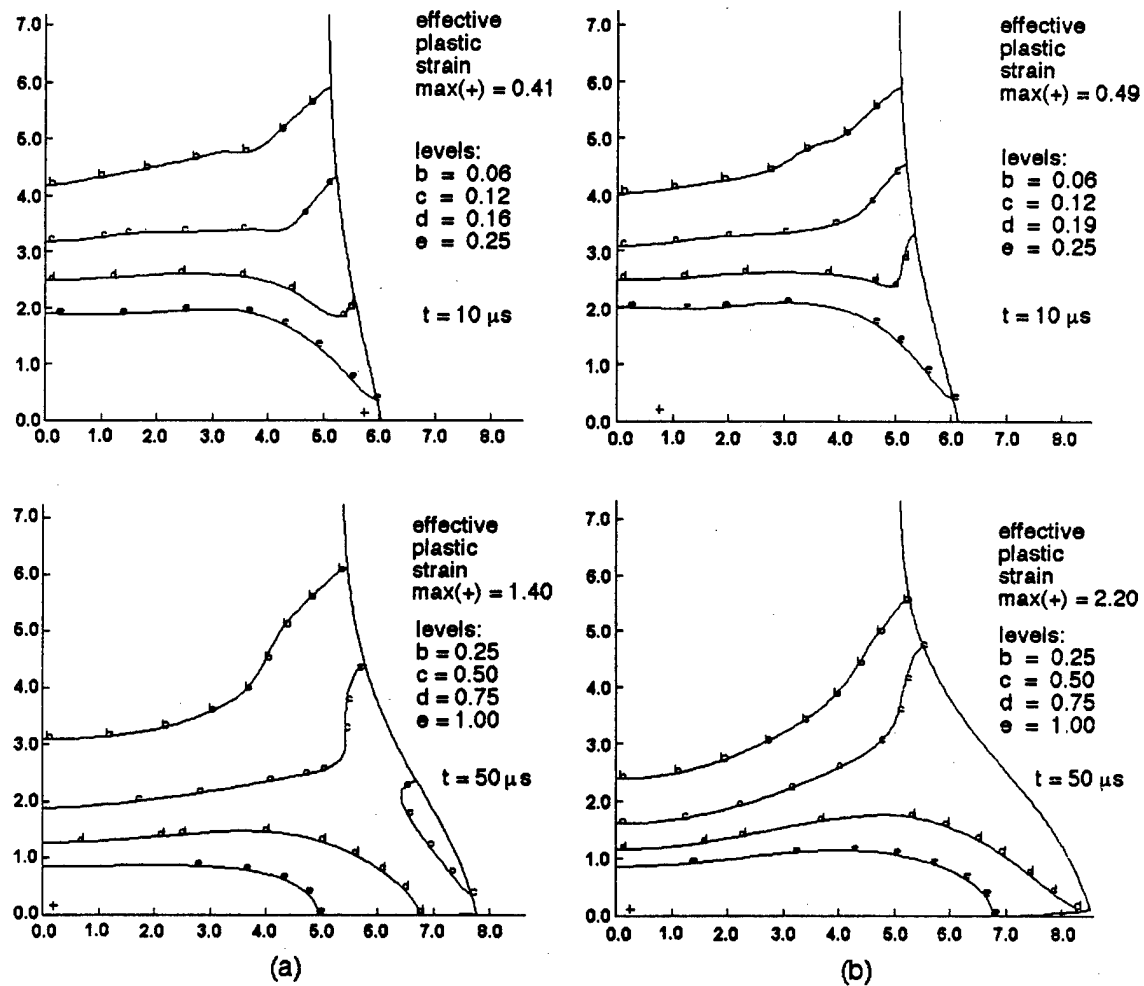 effective
plastic
strain
max(+) = 0.41
levels:
b = 0.06
c = 0.12
d = 0.16
e = 0.25
t = 10 μs
7.0
6.0
5.0
4.0
3.0
2.0
1.0
0.0
b b b b b b b
c c c c c c
d d d d d d d
e e e e e e e e
+
0.0 1.0 2.0 3.0 4.0 5.0 6.0 7.0 8.0
effective
plastic
strain
max(+) = 0.49
levels:
b = 0.06
c = 0.12
d = 0.19
e = 0.25
t = 10 μs
7.0
6.0
5.0
4.0
3.0
2.0
1.0
0.0
+
0.0 1.0 2.0 3.0 4.0 5.0 6.0 7.0 8.0
effective
plastic
strain
max(+) = 1.40
levels:
b = 0.25
c = 0.50
d = 0.75
e = 1.00
t = 50 μs
7.0
6.0
5.0
4.0
3.0
2.0
1.0
0.0
+
0.0 1.0 2.0 3.0 4.0 5.0 6.0 7.0 8.0
(a)
effective
plastic
strain
max(+) = 2.20
levels:
b = 0.25
c = 0.50
d = 0.75
e = 1.00
t = 50 μs
7.0
6.0
5.0
4.0
3.0
2.0
1.0
0.0
+
0.0 1.0 2.0 3.0 4.0 5.0 6.0 7.0 8.0
(b)